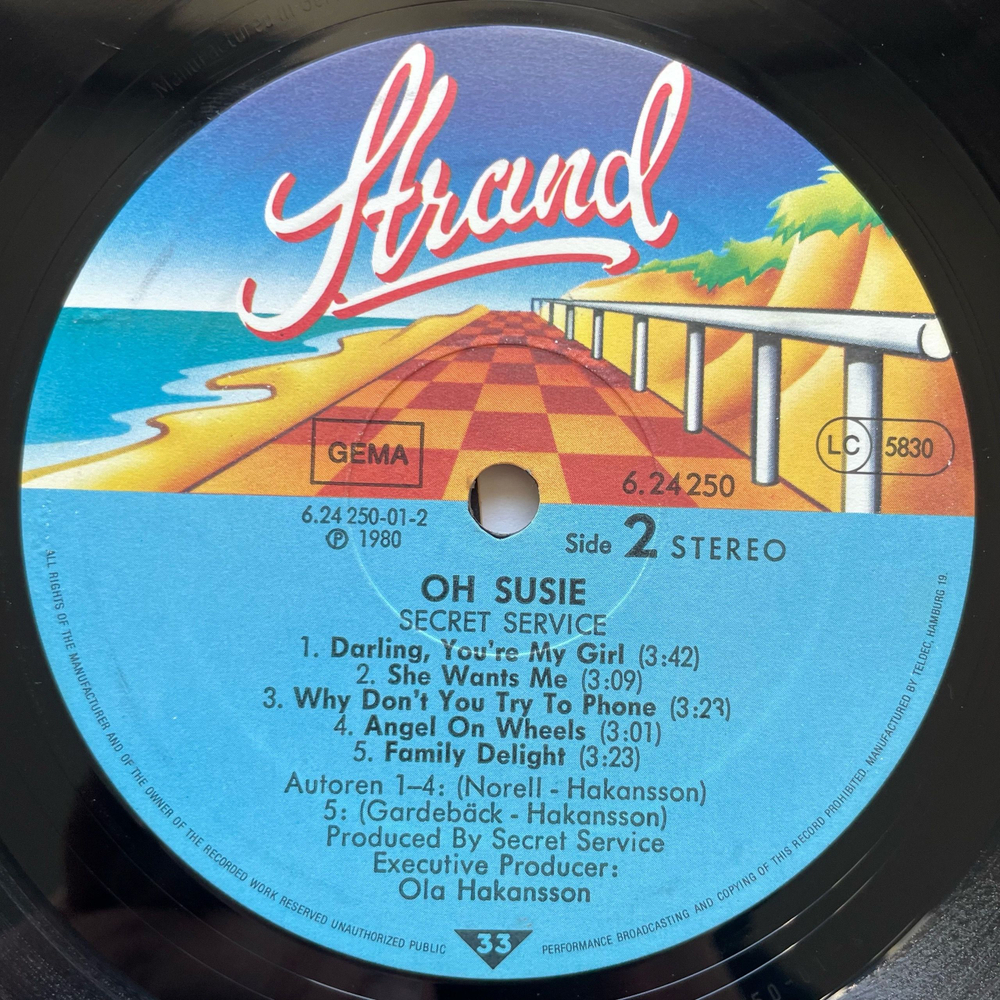 Strand
GEMA
LC 5830
6.24250
6.24 250-01-2
℗ 1980
Side 2 STEREO
OH SUSIE
SECRET SERVICE
1. Darling, You're My Girl (3:42)
2. She Wants Me (3:09)
3. Why Don't You Try To Phone (3:23)
4. Angel On Wheels (3:01)
5. Family Delight (3:23)
Autoren 1–4: (Norell - Hakansson)
5: (Gardebäck - Hakansson)
Produced By Secret Service
Executive Producer:
Ola Hakansson
33
ALL RIGHTS OF THE MANUFACTURER AND OF THE OWNER OF THE RECORDED WORK RESERVED UNAUTHORIZED PUBLIC PERFORMANCE BROADCASTING AND COPYING OF THIS RECORD PROHIBITED. MANUFACTURED BY TELDEC, HAMBURG 19.